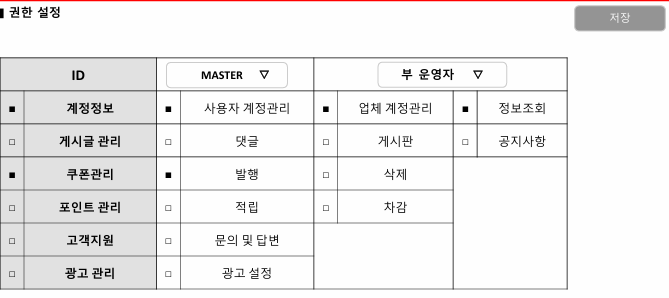 ■ 권한 설정
저장
ID MASTER ▽ 부 운영자 ▽
■ 계정정보 ■ 사용자 계정관리 ■ 업체 계정관리 ■ 정보조회
□ 게시글 관리 □ 댓글 □ 게시판 □ 공지사항
■ 쿠폰관리 ■ 발행 □ 삭제
□ 포인트 관리 □ 적립 □ 차감
□ 고객지원 □ 문의 및 답변
□ 광고 관리 □ 광고 설정